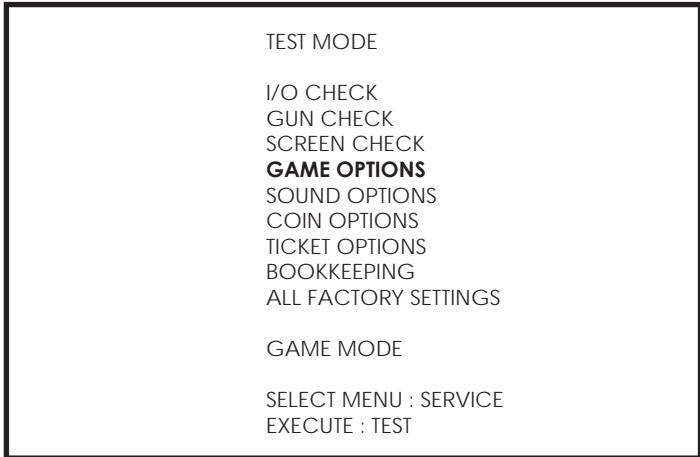 TEST MODE
I/O CHECK
GUN CHECK
SCREEN CHECK
GAME OPTIONS
SOUND OPTIONS
COIN OPTIONS
TICKET OPTIONS
BOOKKEEPING
ALL FACTORY SETTINGS
GAME MODE
SELECT MENU : SERVICE
EXECUTE : TEST